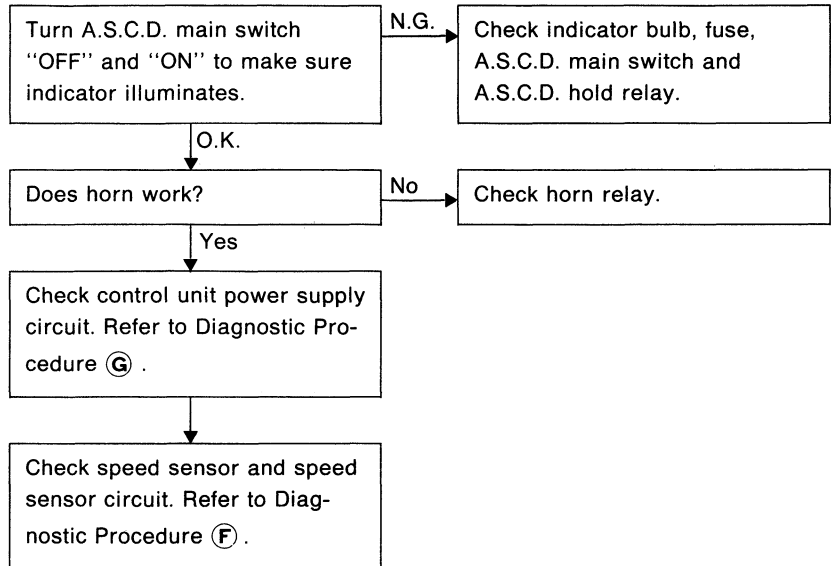 Turn A.S.C.D. main switch
"OFF" and "ON" to make sure
indicator illuminates.
N.G.
Check indicator bulb, fuse,
A.S.C.D. main switch and
A.S.C.D. hold relay.
O.K.
Does horn work?
No
Check horn relay.
Yes
Check control unit power supply
circuit. Refer to Diagnostic Pro-
cedure G .
Check speed sensor and speed
sensor circuit. Refer to Diag-
nostic Procedure F .